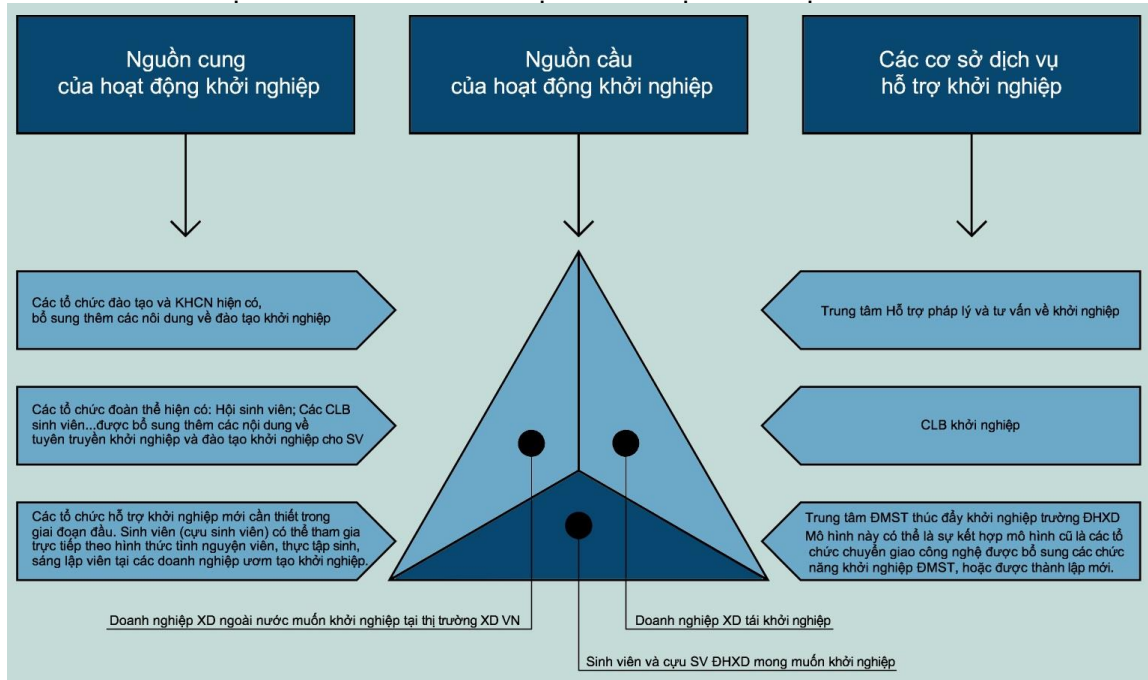 Nguồn cung
của hoạt động khởi nghiệp
Nguồn cầu
của hoạt động khởi nghiệp
Các cơ sở dịch vụ
hỗ trợ khởi nghiệp
Các tổ chức đào tạo và KHCN hiện có,
bổ sung thêm các nôi dung về đào tạo khởi nghiệp
Các tổ chức đoàn thể hiện có: Hội sinh viên; Các CLB
sinh viên...được bổ sung thêm các nội dung về
tuyên truyền khởi nghiệp và đào tạo khởi nghiệp cho SV
Các tổ chức hỗ trợ khởi nghiệp mới cần thiết trong
giai đoạn đầu. Sinh viên (cựu sinh viên) có thể tham gia
trực tiếp theo hình thức tình nguyện viên, thực tập sinh,
sáng lập viên tại các doanh nghiệp ươm tạo khởi nghiệp.
Trung tâm Hỗ trợ pháp lý và tư vấn về khởi nghiệp
CLB khởi nghiệp
Trung tâm ĐMST thúc đẩy khởi nghiệp trường ĐHXD
Mô hình này có thể là sự kết hợp mô hình cũ là các tổ
chức chuyển giao công nghệ được bổ sung các chức
năng khởi nghiệp ĐMST, hoặc được thành lập mới.
Doanh nghiệp XD ngoài nước muốn khởi nghiệp tại thị trường XD VN
Doanh nghiệp XD tái khởi nghiệp
Sinh viên và cựu SV ĐHXD mong muốn khởi nghiệp